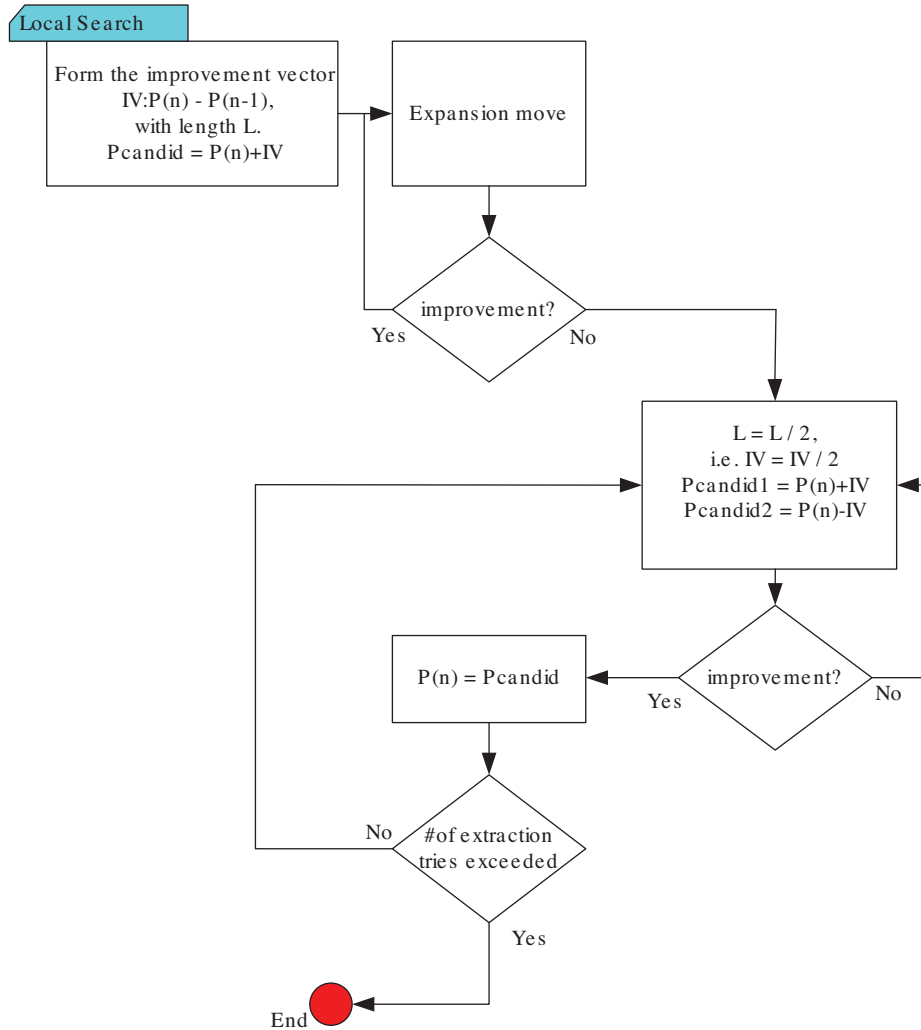 Local Search
Form the improvement vector
IV:P(n) - P(n-1),
with length L.
Pcandid = P(n)+IV
Expansion move
improvement?
Yes
No
L = L / 2,
i.e. IV = IV / 2
Pcandid1 = P(n)+IV
Pcandid2 = P(n)-IV
improvement?
Yes
No
P(n) = Pcandid
#of extraction
tries exceeded
No
Yes
End